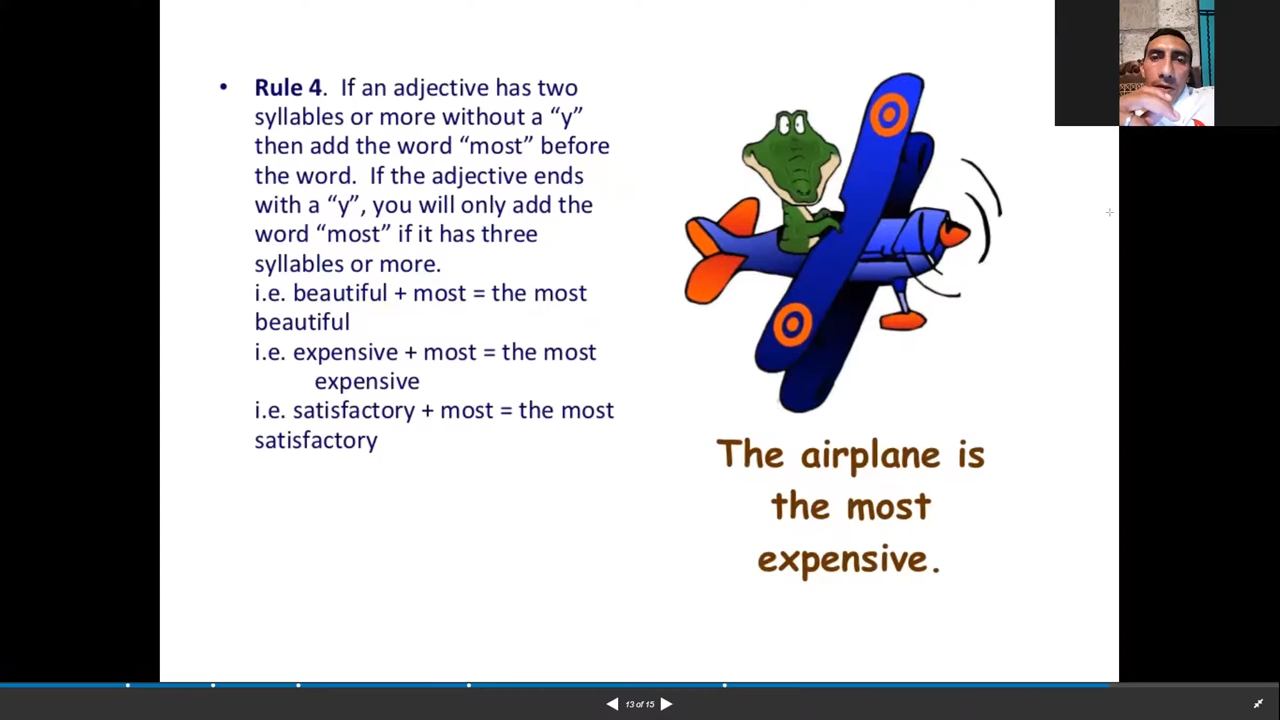 • Rule 4. If an adjective has two
syllables or more without a “y”
then add the word “most” before
the word. If the adjective ends
with a “y”, you will only add the
word “most” if it has three
syllables or more.
i.e. beautiful + most = the most
beautiful
i.e. expensive + most = the most
expensive
i.e. satisfactory + most = the most
satisfactory
The airplane is
the most
expensive.
13 of 15